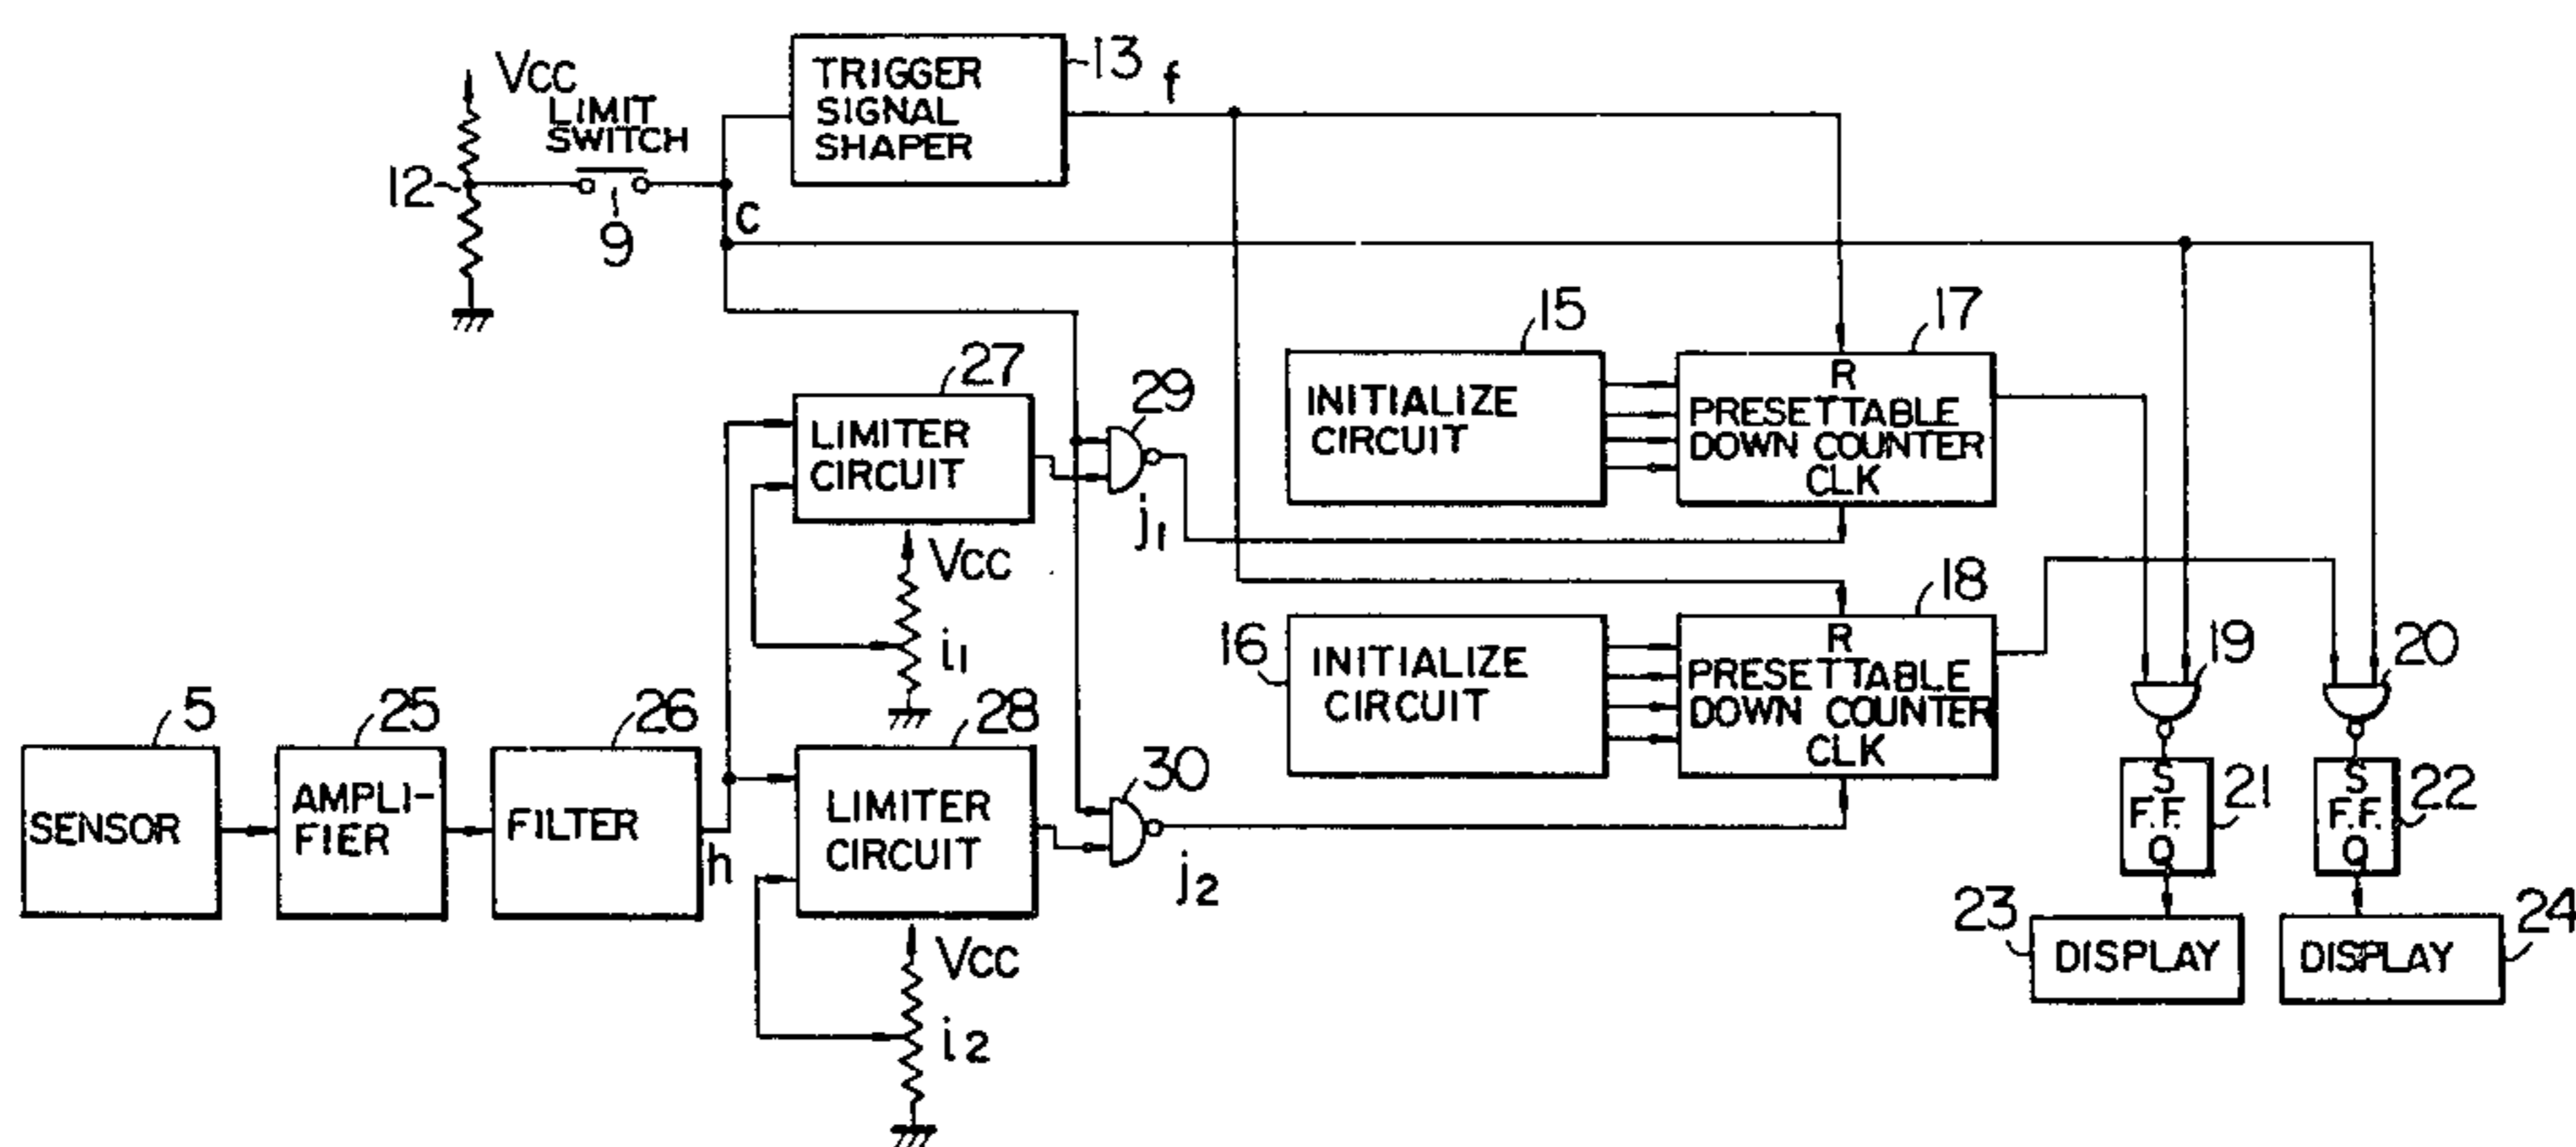 VCC
LIMIT
SWITCH
12
9
C
TRIGGER
SIGNAL
SHAPER
13
f
15
INITIALIZE
CIRCUIT
17
R
PRESETTABLE
DOWN COUNTER
CLK
27
LIMITER
CIRCUIT
29
j1
VCC
i1
16
INITIALIZE
CIRCUIT
18
R
PRESETTABLE
DOWN COUNTER
CLK
19
20
5
SENSOR
25
AMPLI-
FIER
26
FILTER
h
28
LIMITER
CIRCUIT
30
j2
VCC
i2
S
F.F.
Q
21
S
F.F.
Q
22
23
DISPLAY
DISPLAY
24